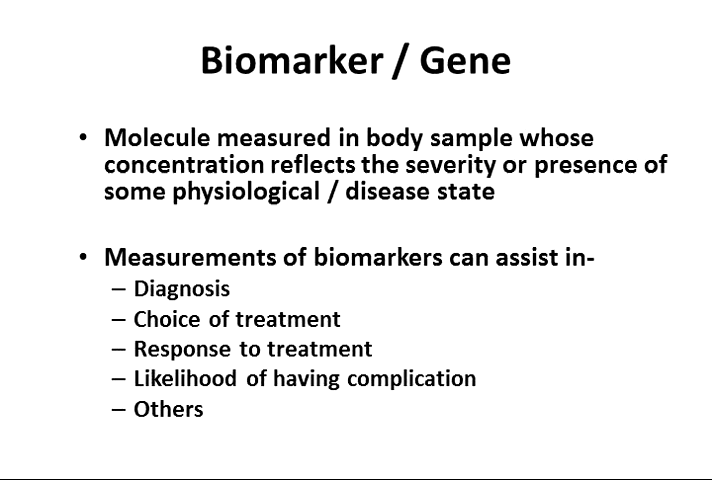 Biomarker / Gene
• Molecule measured in body sample whose
concentration reflects the severity or presence of
some physiological / disease state
• Measurements of biomarkers can assist in-
– Diagnosis
– Choice of treatment
– Response to treatment
– Likelihood of having complication
– Others